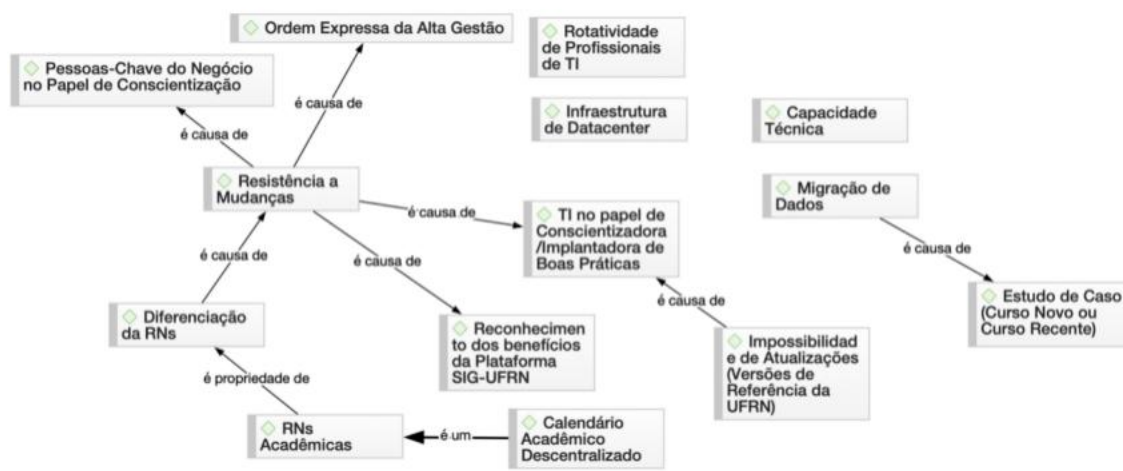 Ordem Expressa da Alta Gestão
Rotatividade
de Profissionais
de TI
Pessoas-Chave do Negócio
no Papel de Conscientização
é causa de
é causa de
Infraestrutura
de Datacenter
Capacidade
Técnica
Resistência a
Mudanças
é causa de
TI no papel de
Conscientizadora
/Implantadora de
Boas Práticas
Migração de
Dados
é causa de
é causa de
é causa de
é causa de
Diferenciação
da RNs
Reconhecimen
to dos benefícios
da Plataforma
SIG-UFRN
Impossibilidad
e de Atualizações
(Versões de
Referência da
UFRN)
Estudo de Caso
(Curso Novo ou
Curso Recente)
é propriedade de
RNs
Acadêmicas
é um
Calendário
Acadêmico
Descentralizado